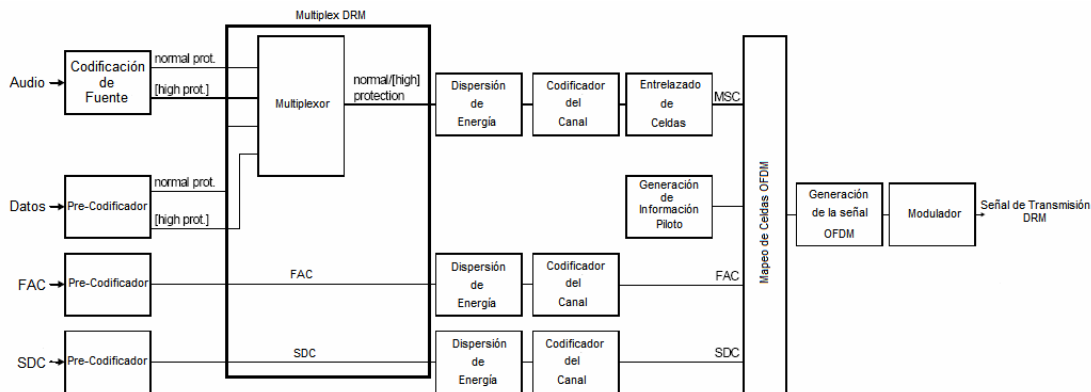 Multiplex DRM
Audio
Codificación
de
Fuente
normal prot.
[high prot.]
Multiplexor
normal/[high]
protection
Dispersión
de
Energía
Codificador
del
Canal
Entrelazado
de
Celdas
MSC
Datos
Pre-Codificador
normal prot.
[high prot.]
Generación
de
Información
Piloto
Mapeo de Celdas OFDM
Generación
de la señal
OFDM
Modulador
Señal de Transmisión
DRM
FAC
Pre-Codificador
FAC
Dispersión
de
Energía
Codificador
del
Canal
FAC
SDC
Pre-Codificador
SDC
Dispersión
de
Energía
Codificador
del
Canal
SDC